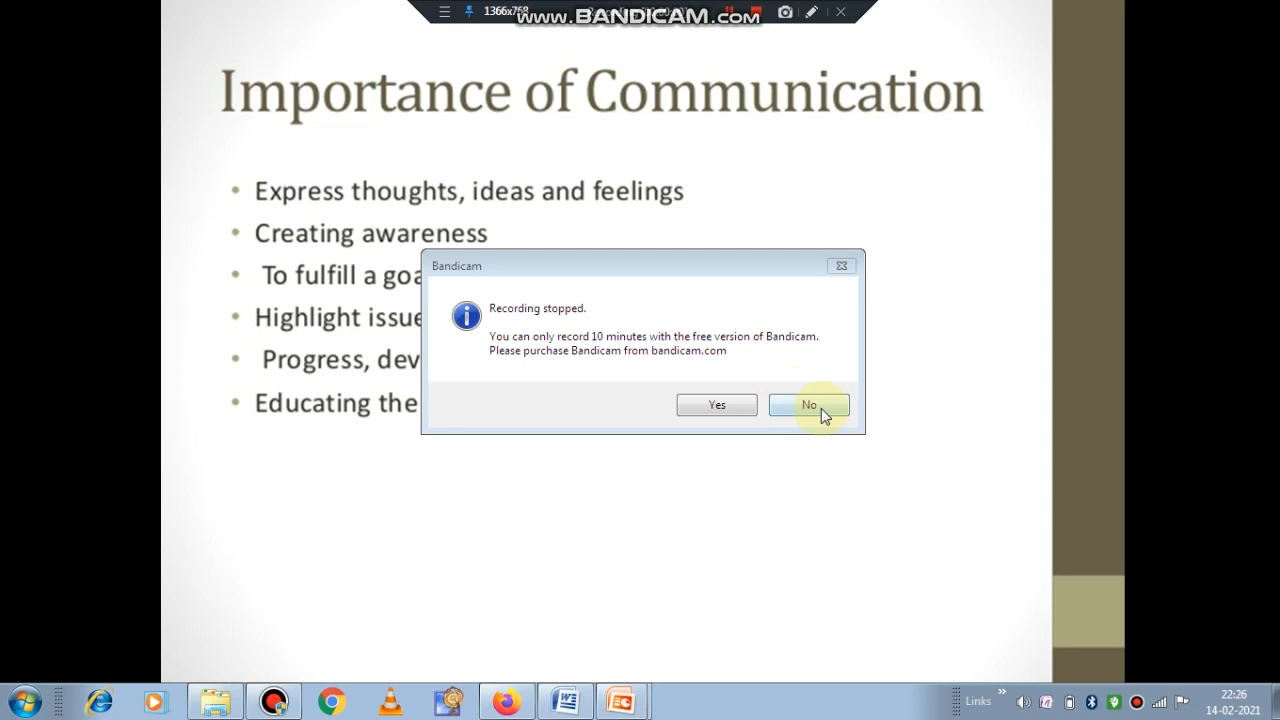 1366x768
www.BANDICAM.com
Importance of Communication
• Express thoughts, ideas and feelings
• Creating awareness
• To fulfill a goa
• Highlight issue
• Progress, dev
• Educating the
Bandicam
Recording stopped.
You can only record 10 minutes with the free version of Bandicam.
Please purchase Bandicam from bandicam.com
Yes
No
Links
22:26
14-02-2021